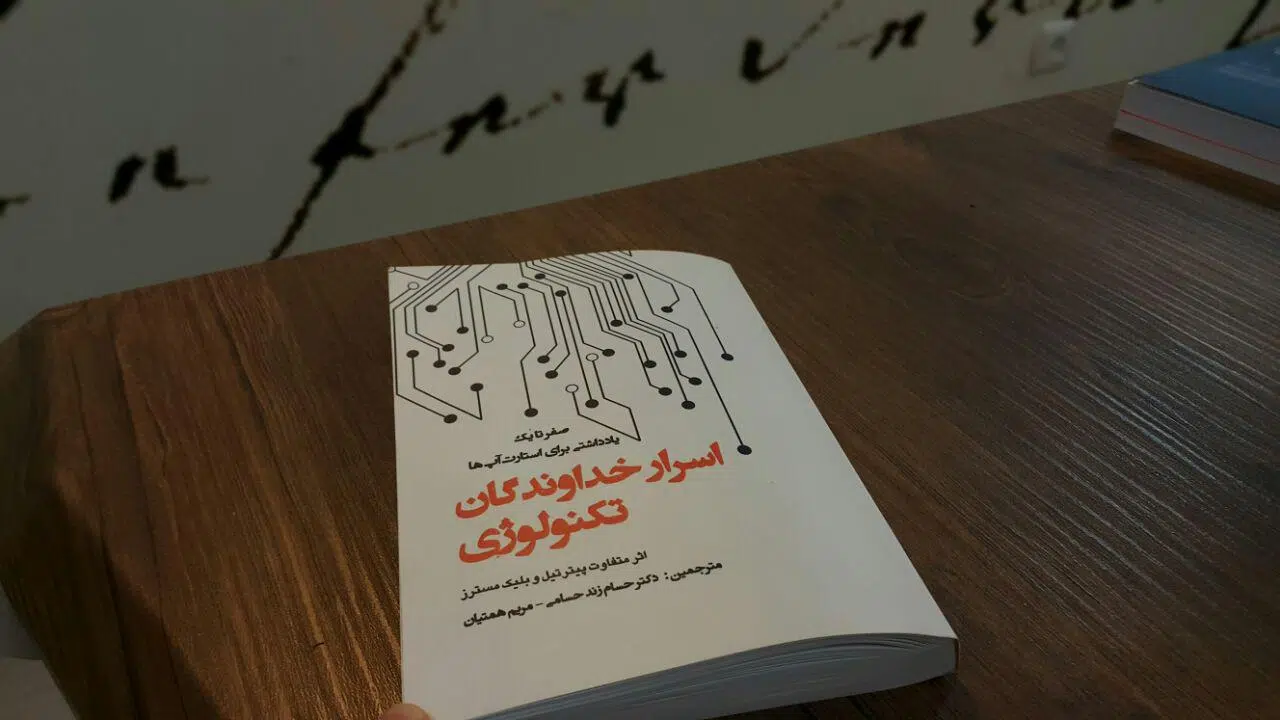 صفر تا یک
یادداشتی برای استارت‌آپ‌ها
اسرار خداوندگان
تکنولوژی
اثر متفاوت پیتر تیل و بلیک مسترز
مترجمین: دکتر حسام زند حسامی - مریم همتیان